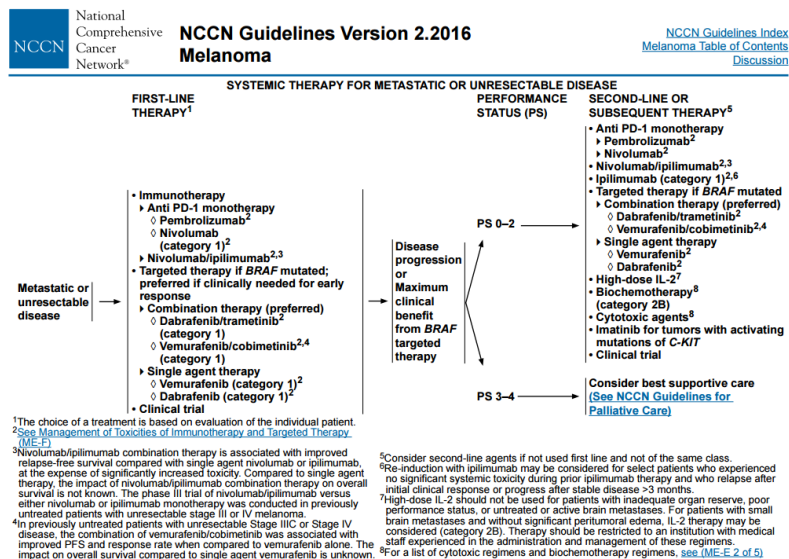 NCCN
National
Comprehensive
Cancer
Network®
NCCN Guidelines Version 2.2016
Melanoma
NCCN Guidelines Index
Melanoma Table of Contents
Discussion
SYSTEMIC THERAPY FOR METASTATIC OR UNRESECTABLE DISEASE
FIRST-LINE
THERAPY1
PERFORMANCE
STATUS (PS)
SECOND-LINE OR
SUBSEQUENT THERAPY5
Metastatic or
unresectable
disease
• Immunotherapy
▸ Anti PD-1 monotherapy
◊ Pembrolizumab2
◊ Nivolumab
(category 1)2
▸ Nivolumab/ipilimumab2,3
• Targeted therapy if BRAF mutated;
preferred if clinically needed for early
response
▸ Combination therapy (preferred)
◊ Dabrafenib/trametinib2
(category 1)
◊ Vemurafenib/cobimetinib2,4
(category 1)
▸ Single agent therapy
◊ Vemurafenib (category 1)2
◊ Dabrafenib (category 1)2
• Clinical trial
Disease
progression
or
Maximum
clinical
benefit
from BRAF
targeted
therapy
PS 0–2
• Anti PD-1 monotherapy
▸ Pembrolizumab2
▸ Nivolumab2
• Nivolumab/ipilimumab2,3
• Ipilimumab (category 1)2,6
• Targeted therapy if BRAF mutated
▸ Combination therapy (preferred)
◊ Dabrafenib/trametinib2
◊ Vemurafenib/cobimetinib2,4
▸ Single agent therapy
◊ Vemurafenib2
◊ Dabrafenib2
• High-dose IL-27
• Biochemotherapy8
(category 2B)
• Cytotoxic agents8
• Imatinib for tumors with activating
mutations of C-KIT
• Clinical trial
PS 3–4
Consider best supportive care
(See NCCN Guidelines for
Palliative Care)
1The choice of a treatment is based on evaluation of the individual patient.
2See Management of Toxicities of Immunotherapy and Targeted Therapy
(ME-F)
3Nivolumab/ipilimumab combination therapy is associated with improved
relapse-free survival compared with single agent nivolumab or ipilimumab,
at the expense of significantly increased toxicity. Compared to single agent
therapy, the impact of nivolumab/ipilimumab combination therapy on overall
survival is not known. The phase III trial of nivolumab/ipilimumab versus
either nivolumab or ipilimumab monotherapy was conducted in previously
untreated patients with unresectable stage III or IV melanoma.
4In previously untreated patients with unresectable Stage IIIC or Stage IV
disease, the combination of vemurafenib/cobimetinib was associated with
improved PFS and response rate when compared to vemurafenib alone. The
impact on overall survival compared to single agent vemurafenib is unknown.
5Consider second-line agents if not used first line and not of the same class.
6Re-induction with ipilimumab may be considered for select patients who experienced
no significant systemic toxicity during prior ipilimumab therapy and who relapse after
initial clinical response or progress after stable disease >3 months.
7High-dose IL-2 should not be used for patients with inadequate organ reserve, poor
performance status, or untreated or active brain metastases. For patients with small
brain metastases and without significant peritumoral edema, IL-2 therapy may be
considered (category 2B). Therapy should be restricted to an institution with medical
staff experienced in the administration and management of these regimens.
8For a list of cytotoxic regimens and biochemotherapy regimens, see (ME-E 2 of 5)